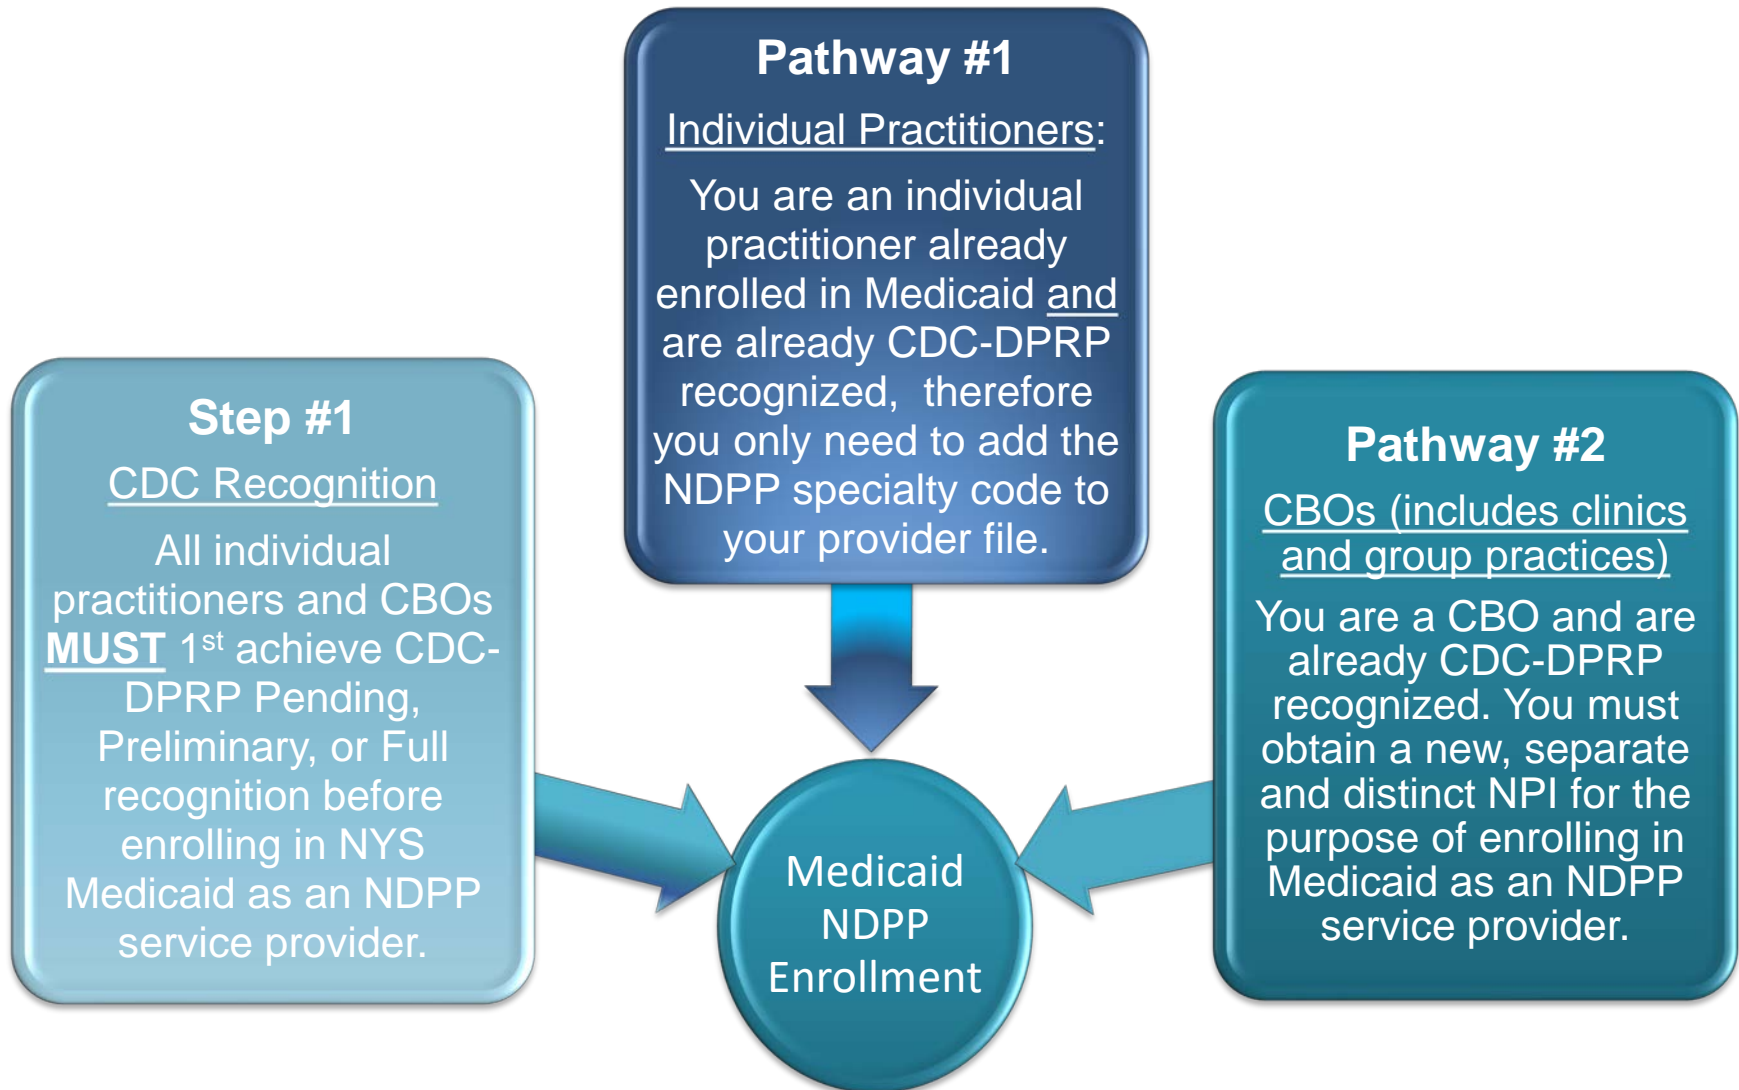 Step #1
CDC Recognition
All individual
practitioners and CBOs
MUST 1st achieve CDC-
DPRP Pending,
Preliminary, or Full
recognition before
enrolling in NYS
Medicaid as an NDPP
service provider.
Pathway #1
Individual Practitioners:
You are an individual
practitioner already
enrolled in Medicaid and
are already CDC-DPRP
recognized, therefore
you only need to add the
NDPP specialty code to
your provider file.
Pathway #2
CBOs (includes clinics
and group practices)
You are a CBO and are
already CDC-DPRP
recognized. You must
obtain a new, separate
and distinct NPI for the
purpose of enrolling in
Medicaid as an NDPP
service provider.
Medicaid
NDPP
Enrollment